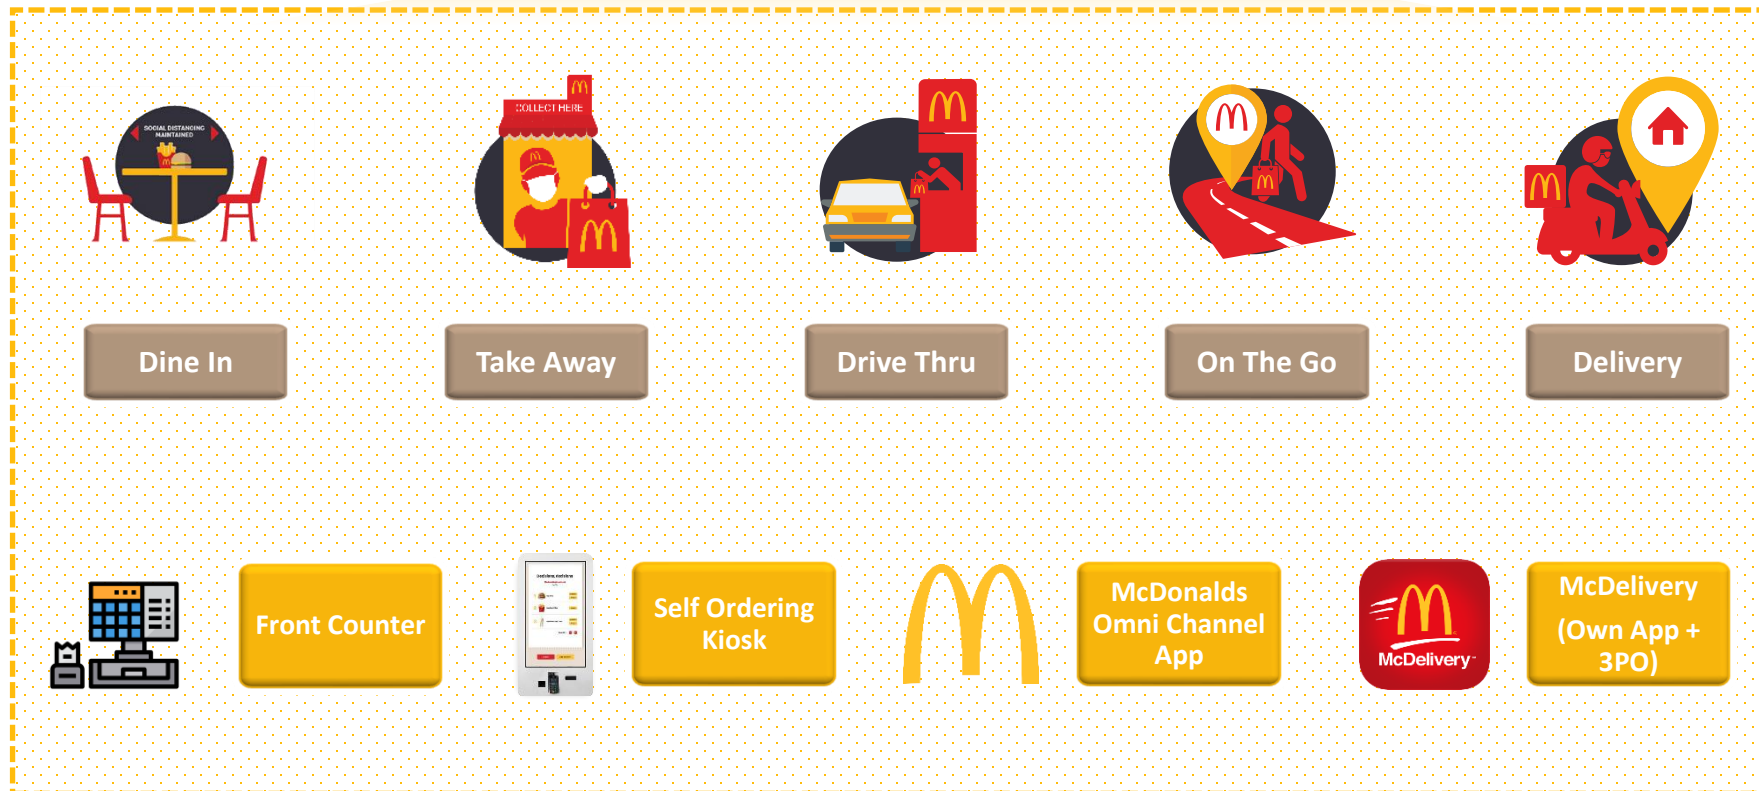 SOCIAL DISTANCING
MAINTAINED
COLLECT HERE
Dine In
Take Away
Drive Thru
On The Go
Delivery
Front Counter
Self Ordering
Kiosk
McDonalds
Omni Channel
App
McDelivery
McDelivery
(Own App +
3PO)